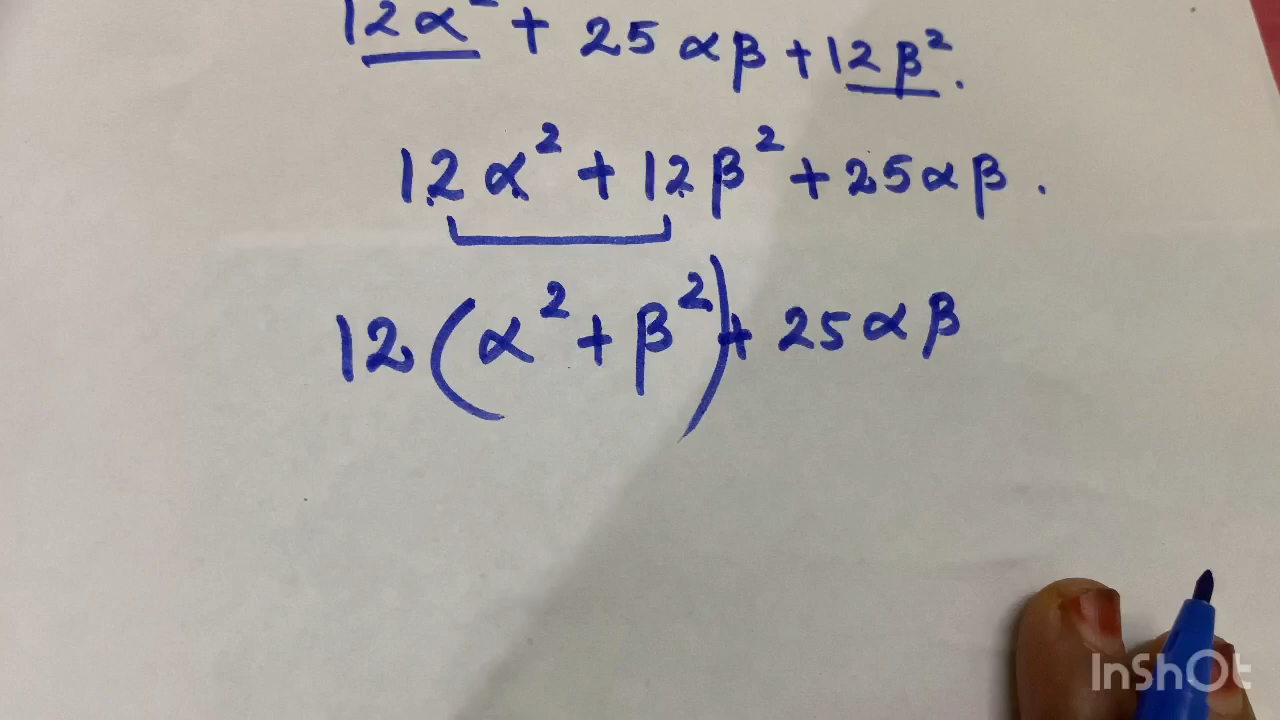 12α² + 25αβ + 12β².
12α² + 12β² + 25αβ.
12(α² + β²) + 25αβ
InShOt